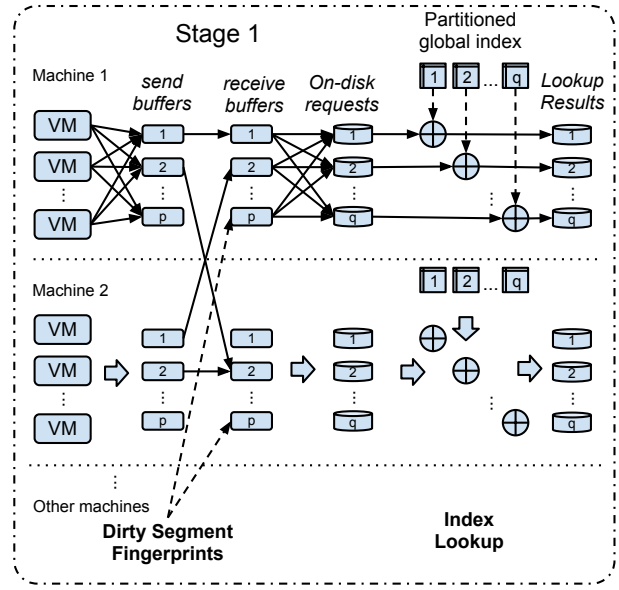 Stage 1
Partitioned
global index
Machine 1
send
buffers
receive
buffers
On-disk
requests
1 2 ... q
Lookup
Results
VM 1 1 1 1
VM 2 2 2 2
... ... ... ... ... ...
VM p p q q
Machine 2
1 2 ... q
VM 1 1 1 1
VM 2 2 2 2
... ... ... ... ... ...
VM p p q q
...
Other machines
Dirty Segment
Fingerprints
Index
Lookup